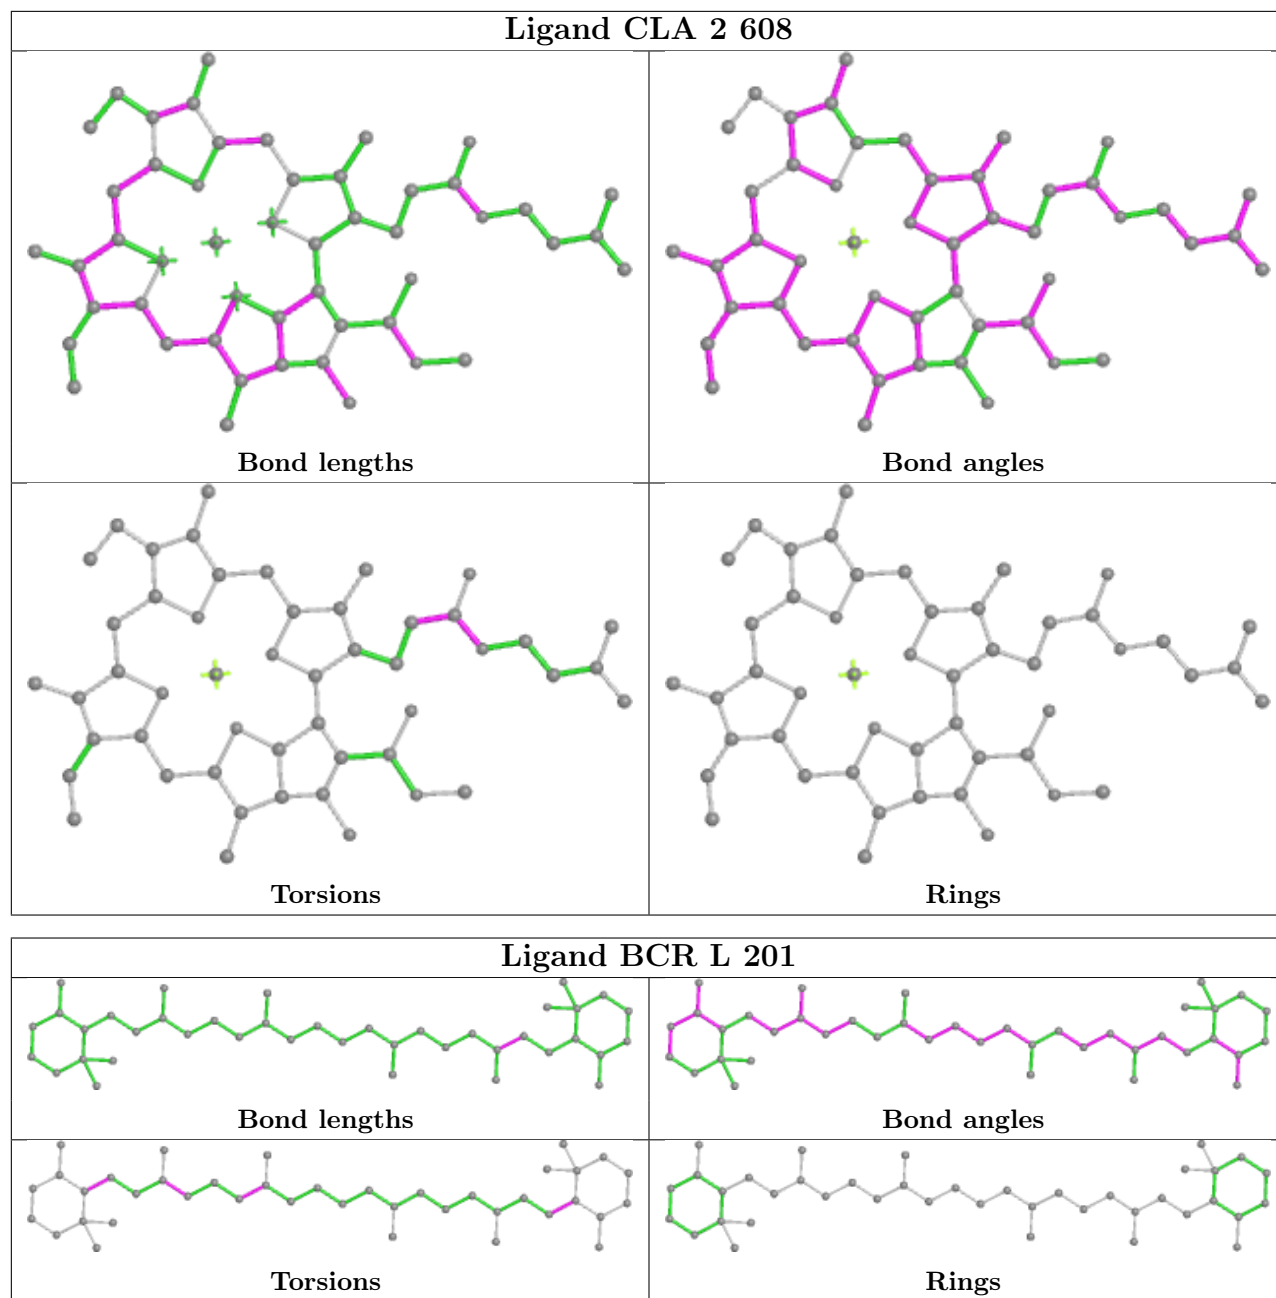 Ligand CLA 2 608
Bond lengths
Bond angles
Torsions
Rings
Ligand BCR L 201
Bond lengths
Bond angles
Torsions
Rings